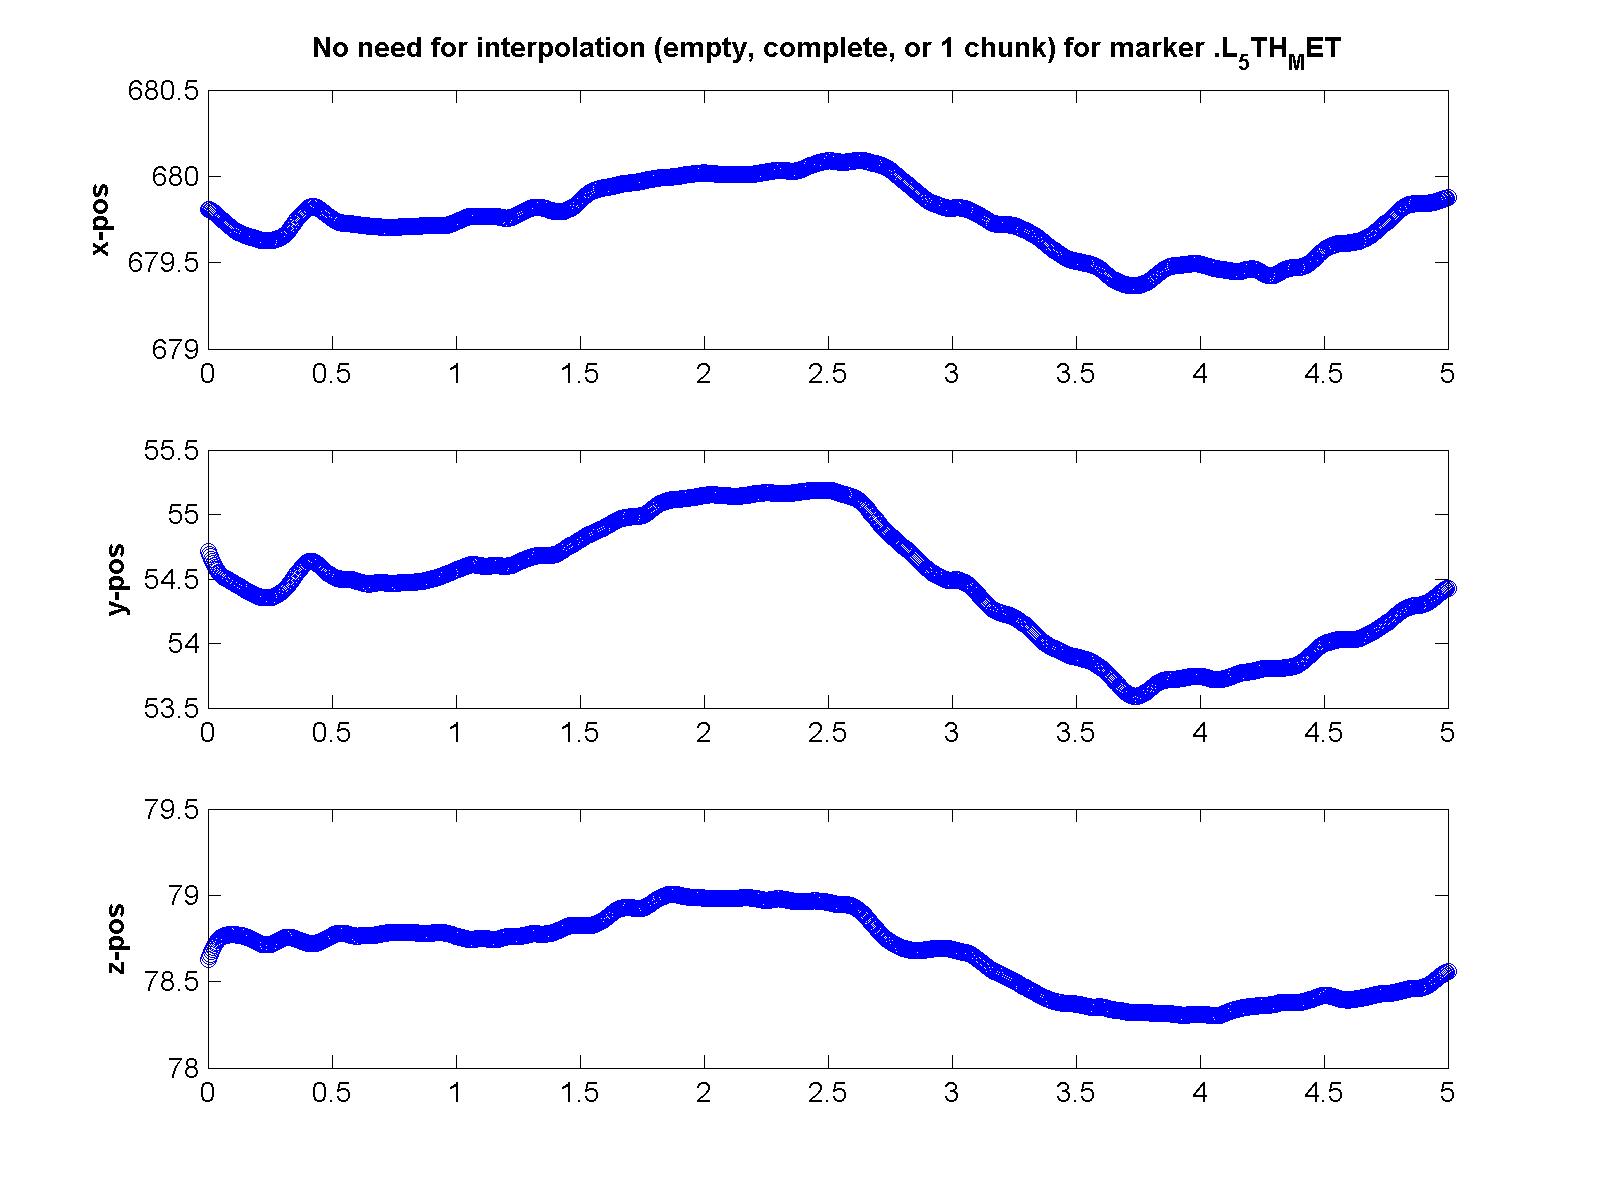 No need for interpolation (empty, complete, or 1 chunk) for marker .L5THMET
680.5
680
679.5
679
x-pos
0 0.5 1 1.5 2 2.5 3 3.5 4 4.5 5
55.5
55
54.5
54
53.5
y-pos
0 0.5 1 1.5 2 2.5 3 3.5 4 4.5 5
79.5
79
78.5
78
z-pos
0 0.5 1 1.5 2 2.5 3 3.5 4 4.5 5